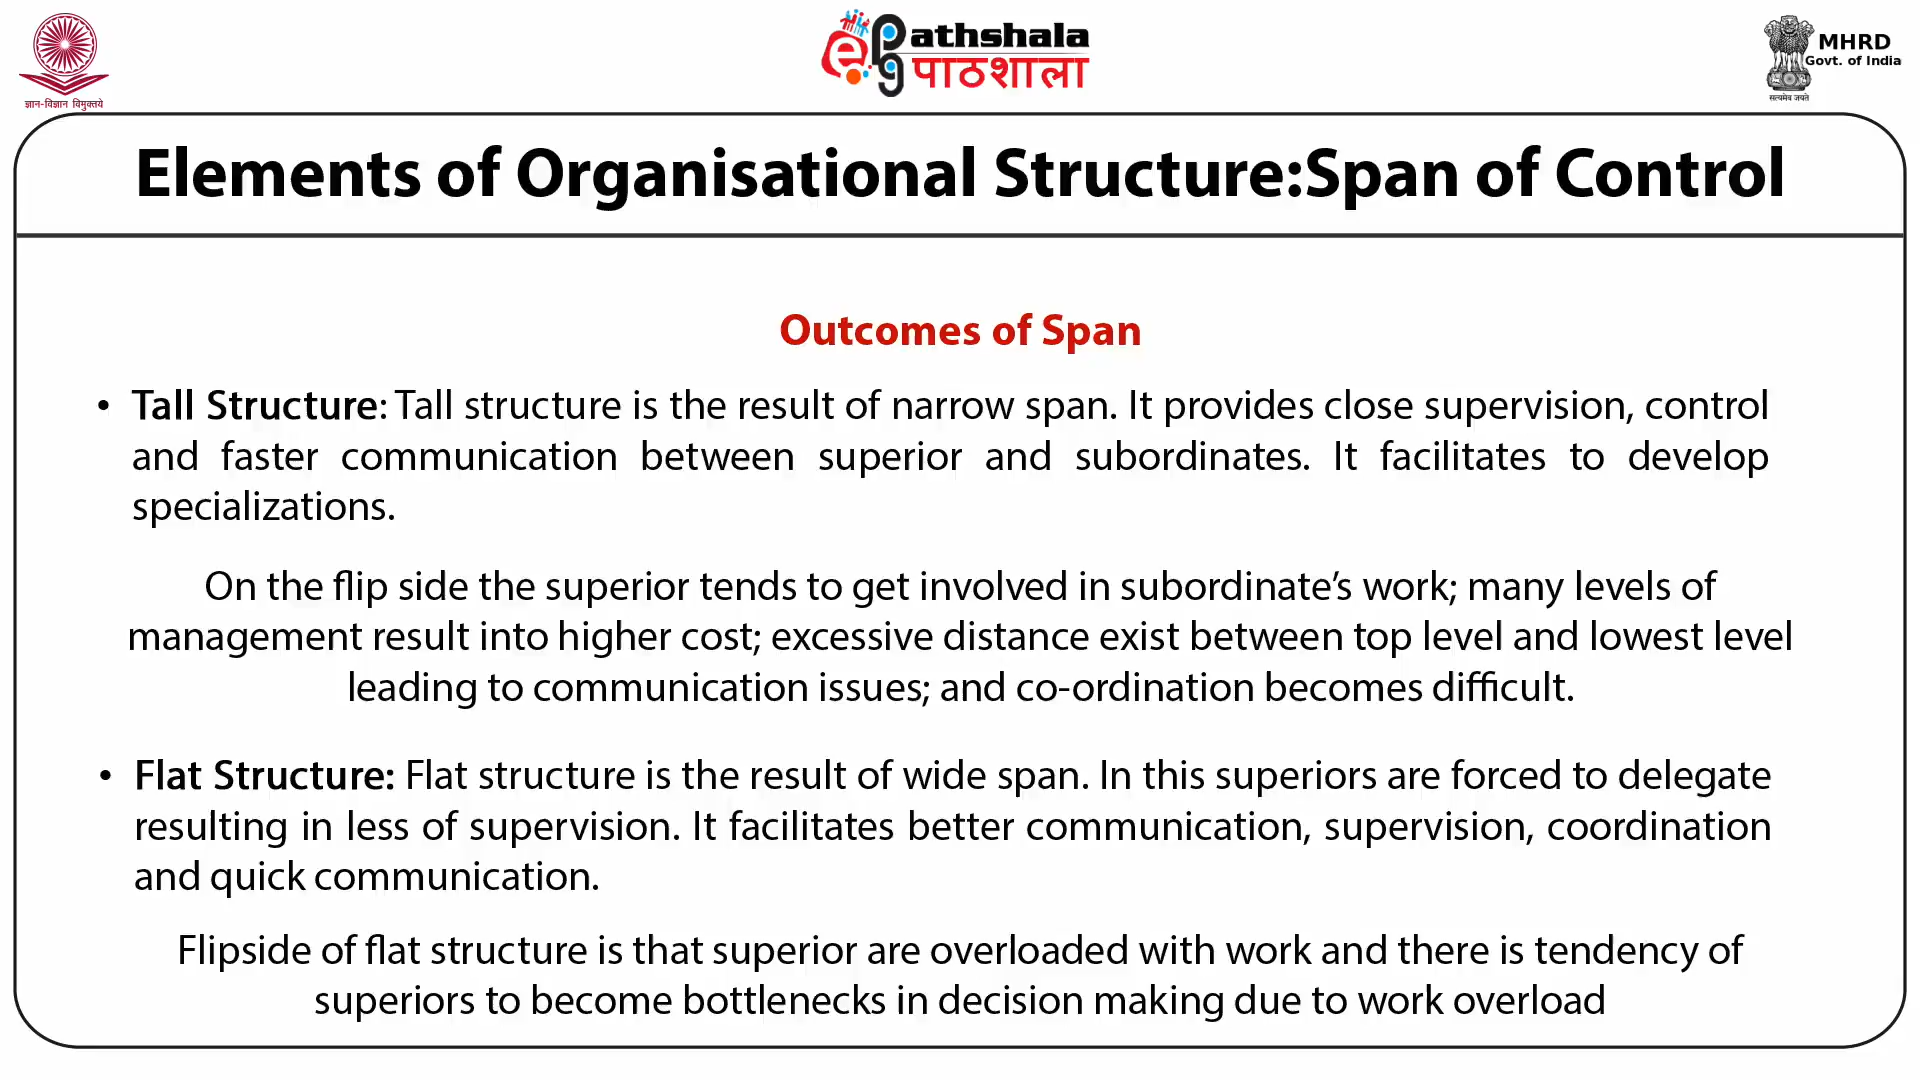 ज्ञान-विज्ञान विमुक्तये
ePathshala
पाठशाला
MHRD
Govt. of India
सत्यमेव जयते
Elements of Organisational Structure:Span of Control
Outcomes of Span
• Tall Structure: Tall structure is the result of narrow span. It provides close supervision, control
and faster communication between superior and subordinates. It facilitates to develop
specializations.
On the flip side the superior tends to get involved in subordinate’s work; many levels of
management result into higher cost; excessive distance exist between top level and lowest level
leading to communication issues; and co-ordination becomes difficult.
• Flat Structure: Flat structure is the result of wide span. In this superiors are forced to delegate
resulting in less of supervision. It facilitates better communication, supervision, coordination
and quick communication.
Flipside of flat structure is that superior are overloaded with work and there is tendency of
superiors to become bottlenecks in decision making due to work overload